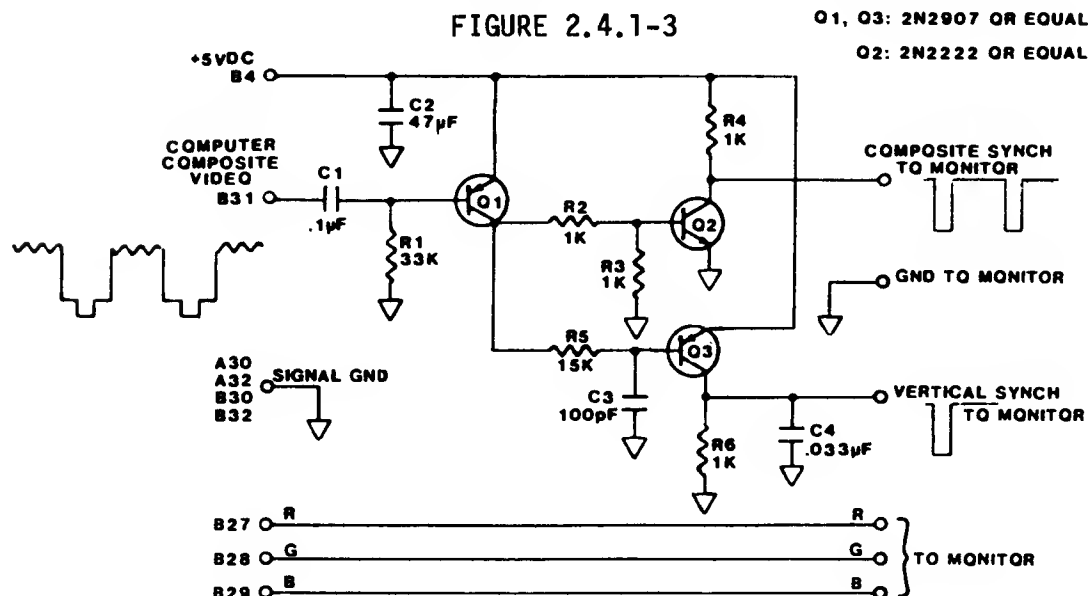 FIGURE 2.4.1-3
Q1, Q3: 2N2907 OR EQUAL
Q2: 2N2222 OR EQUAL
+5VDC
B4
C2
47µF
R4
1K
COMPUTER
COMPOSITE
VIDEO
B31
C1
.1µF
Q1
R1
33K
R2
1K
Q2
R3
1K
COMPOSITE SYNCH
TO MONITOR
GND TO MONITOR
R5
15K
Q3
C3
100pF
A30
A32
B30
B32
SIGNAL GND
R6
1K
C4
.033µF
VERTICAL SYNCH
TO MONITOR
B27 R R
B28 G G
B29 B B
TO MONITOR